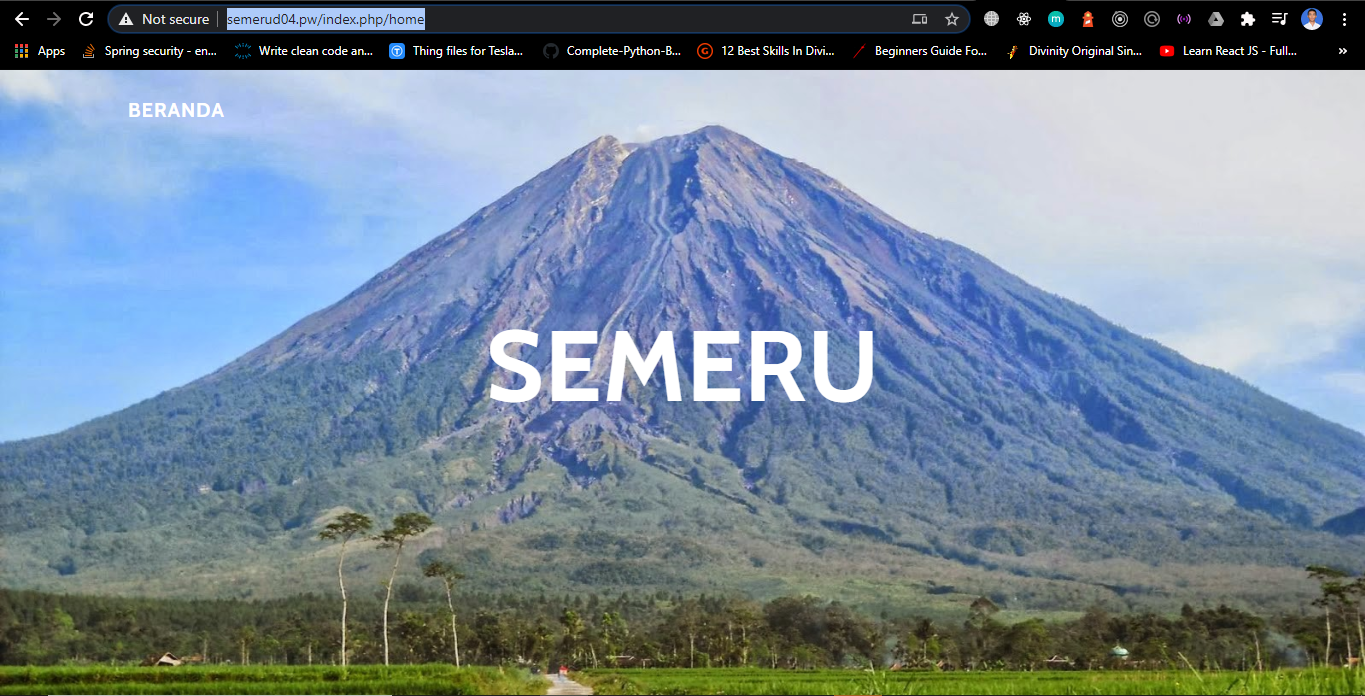 Not secure semerud04.pw/index.php/home
Apps Spring security - en... Write clean code an... Thing files for Tesla... Complete-Python-B... 12 Best Skills In Divi... Beginners Guide Fo... Divinity Original Sin... Learn React JS - Full... »
BERANDA
SEMERU